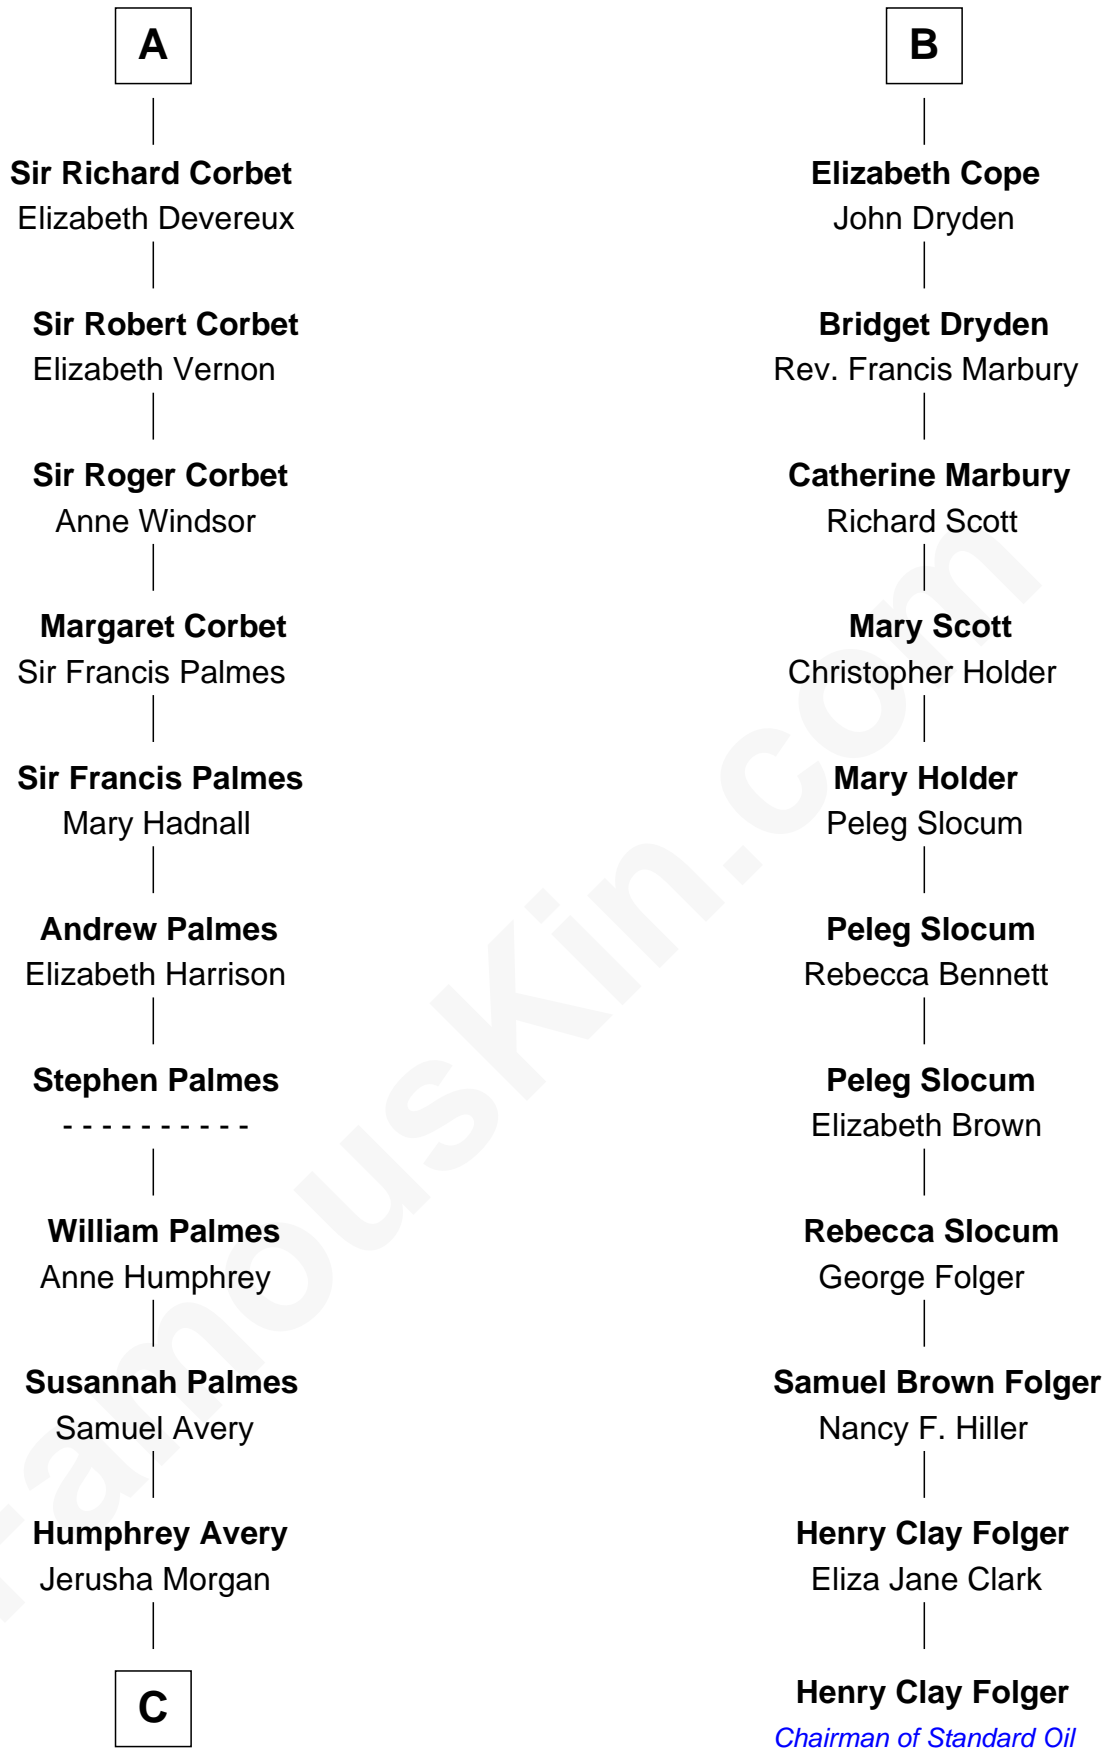 A
Sir Richard Corbet
Elizabeth Devereux
Sir Robert Corbet
Elizabeth Vernon
Sir Roger Corbet
Anne Windsor
Margaret Corbet
Sir Francis Palmes
Sir Francis Palmes
Mary Hadnall
Andrew Palmes
Elizabeth Harrison
Stephen Palmes
- - - - - - - - - -
William Palmes
Anne Humphrey
Susannah Palmes
Samuel Avery
Humphrey Avery
Jerusha Morgan
C
B
Elizabeth Cope
John Dryden
Bridget Dryden
Rev. Francis Marbury
Catherine Marbury
Richard Scott
Mary Scott
Christopher Holder
Mary Holder
Peleg Slocum
Peleg Slocum
Rebecca Bennett
Peleg Slocum
Elizabeth Brown
Rebecca Slocum
George Folger
Samuel Brown Folger
Nancy F. Hiller
Henry Clay Folger
Eliza Jane Clark
Henry Clay Folger
Chairman of Standard Oil
FamousKin.com